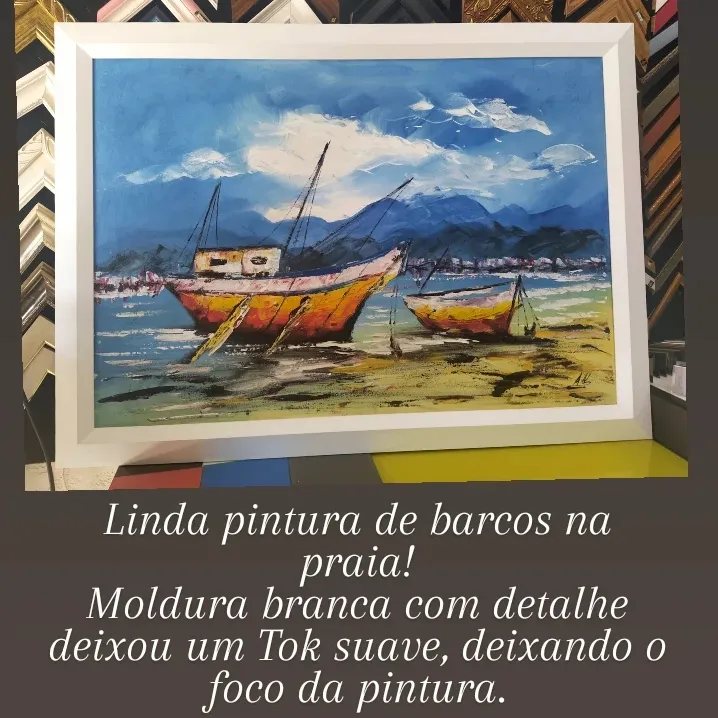 Linda pintura de barcos na
praia!
Moldura branca com detalhe
deixou um Tok suave, deixando o
foco da pintura.